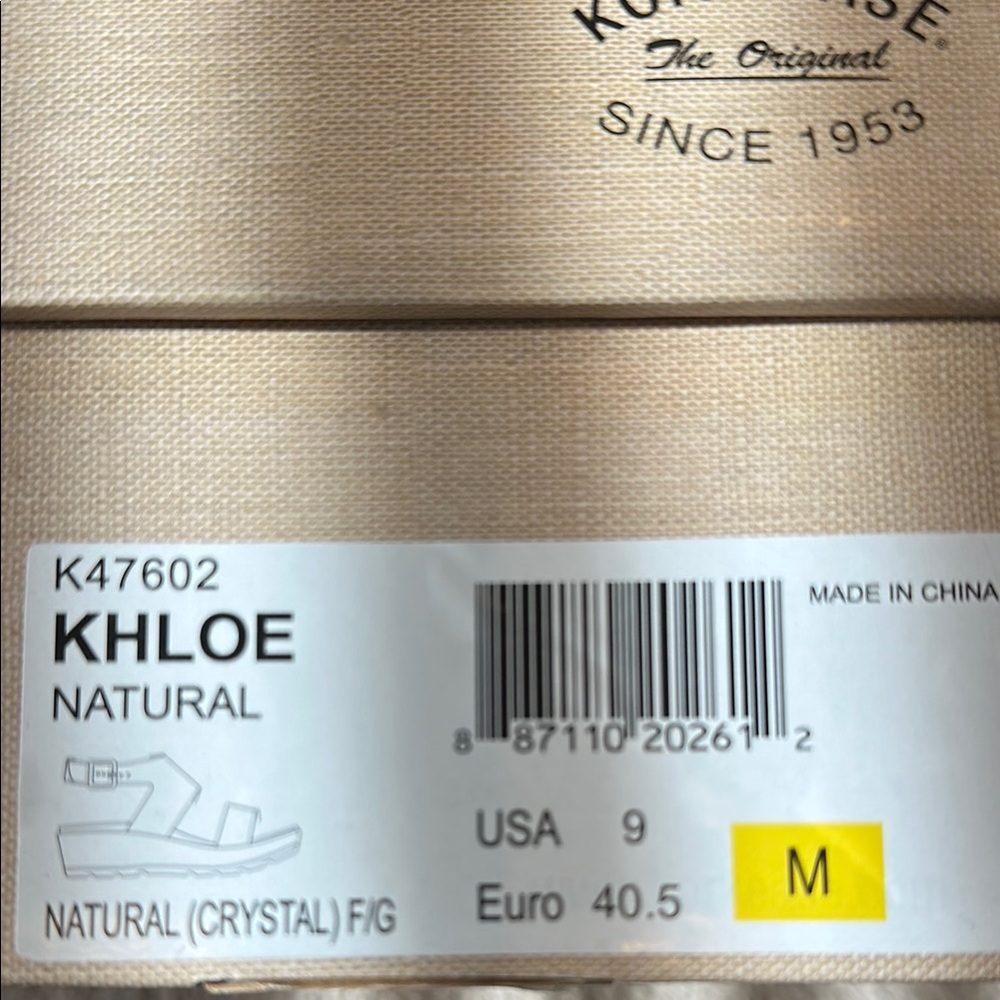 The Original
SINCE 1953
K47602
KHLOE
NATURAL
MADE IN CHINA
8 87110 20261 2
USA 9
Euro 40.5
M
NATURAL (CRYSTAL) F/G